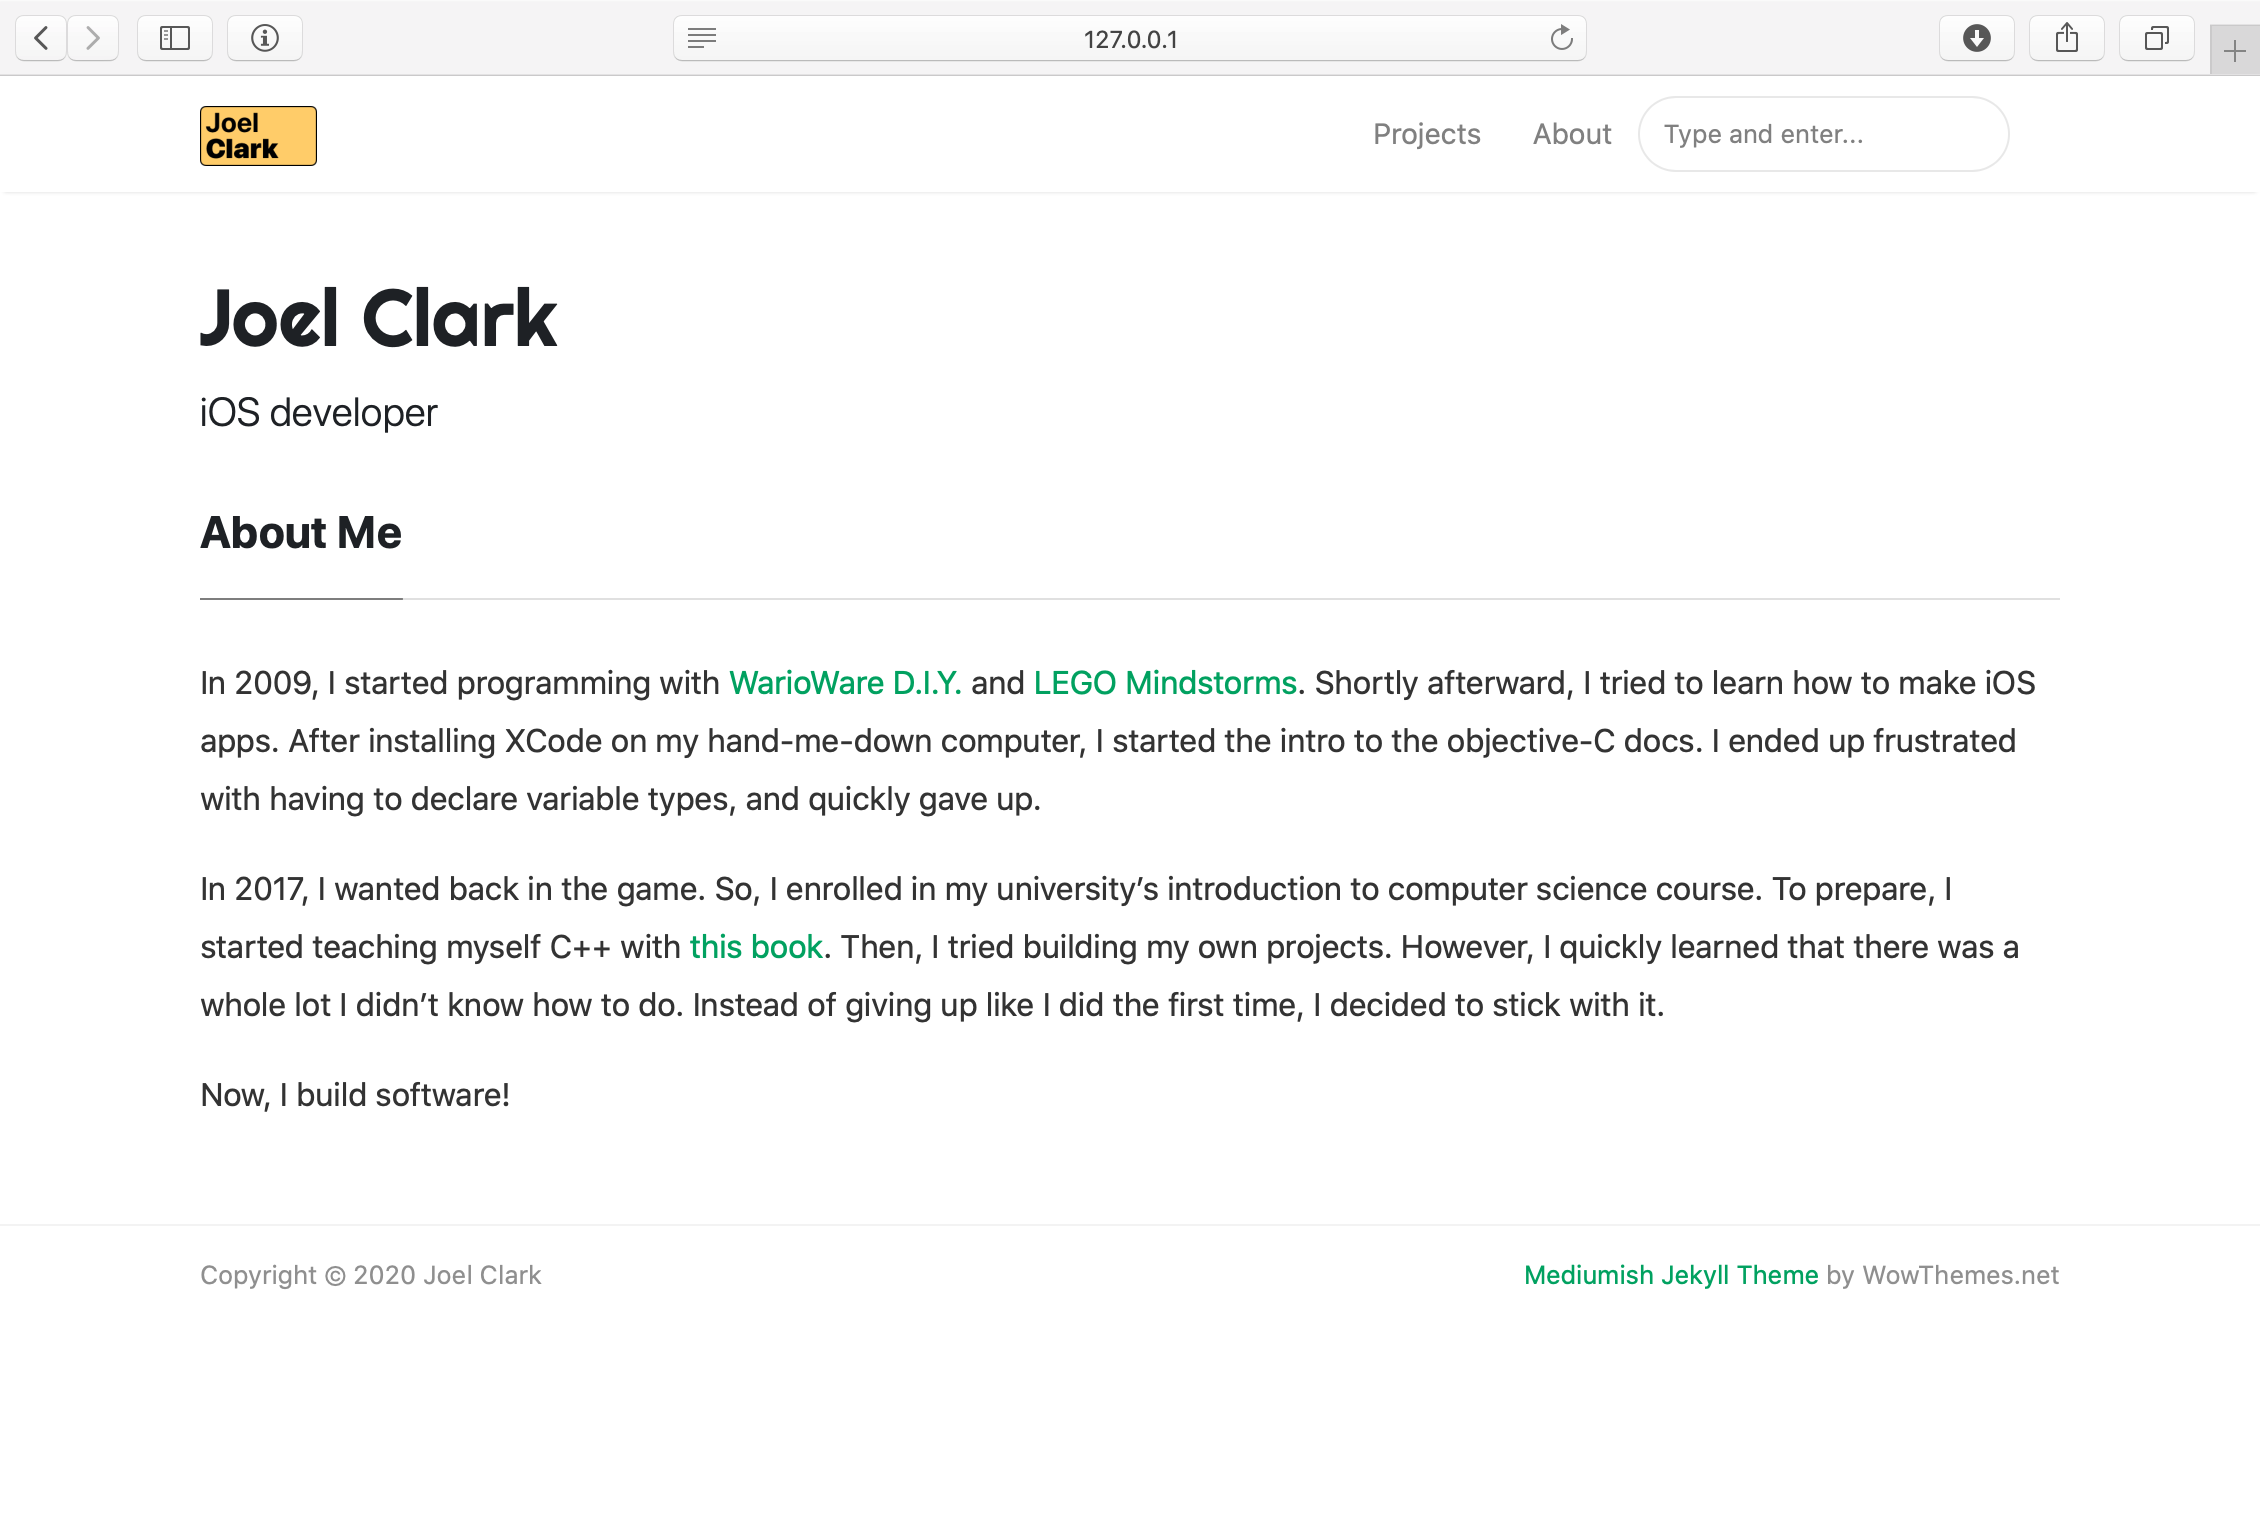 127.0.0.1
Joel
Clark
Projects About Type and enter...
Joel Clark
iOS developer
About Me
In 2009, I started programming with WarioWare D.I.Y. and LEGO Mindstorms. Shortly afterward, I tried to learn how to make iOS
apps. After installing XCode on my hand-me-down computer, I started the intro to the objective-C docs. I ended up frustrated
with having to declare variable types, and quickly gave up.
In 2017, I wanted back in the game. So, I enrolled in my university’s introduction to computer science course. To prepare, I
started teaching myself C++ with this book. Then, I tried building my own projects. However, I quickly learned that there was a
whole lot I didn’t know how to do. Instead of giving up like I did the first time, I decided to stick with it.
Now, I build software!
Copyright © 2020 Joel Clark
Mediumish Jekyll Theme by WowThemes.net